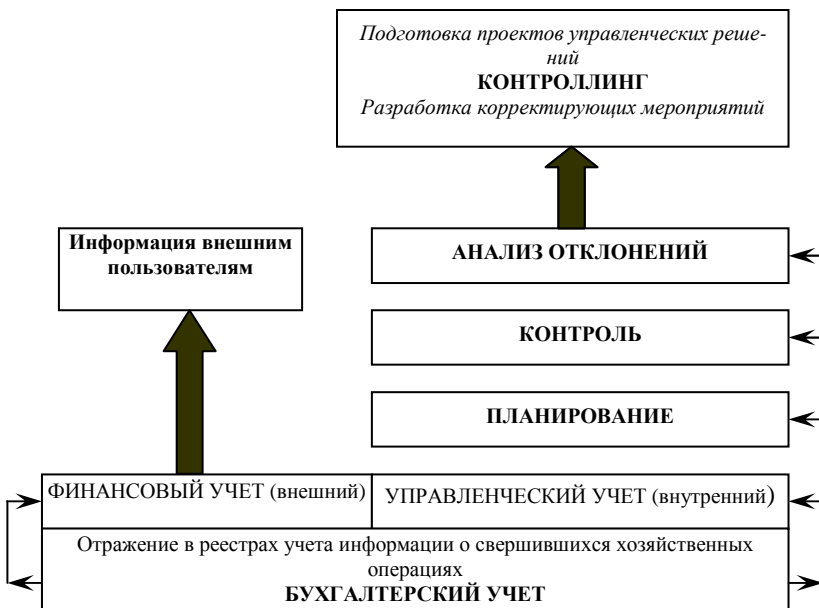 Подготовка проектов управленческих реше-
ний
КОНТРОЛЛИНГ
Разработка корректирующих мероприятий
Информация внешним
пользователям
АНАЛИЗ ОТКЛОНЕНИЙ
КОНТРОЛЬ
ПЛАНИРОВАНИЕ
ФИНАНСОВЫЙ УЧЕТ (внешний)
УПРАВЛЕНЧЕСКИЙ УЧЕТ (внутренний)
Отражение в реестрах учета информации о свершившихся хозяйственных
операциях
БУХГАЛТЕРСКИЙ УЧЕТ